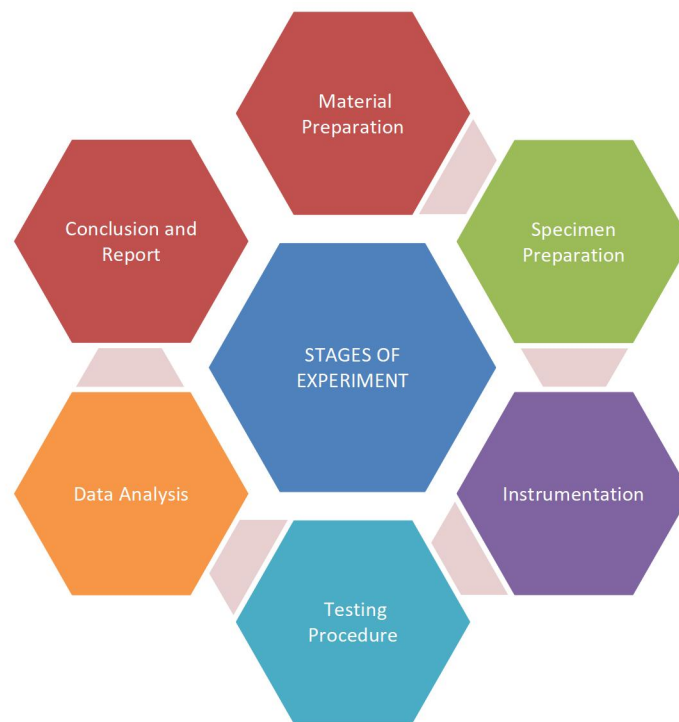 Material
Preparation
Specimen
Preparation
Instrumentation
Testing
Procedure
Data Analysis
Conclusion and
Report
STAGES OF
EXPERIMENT